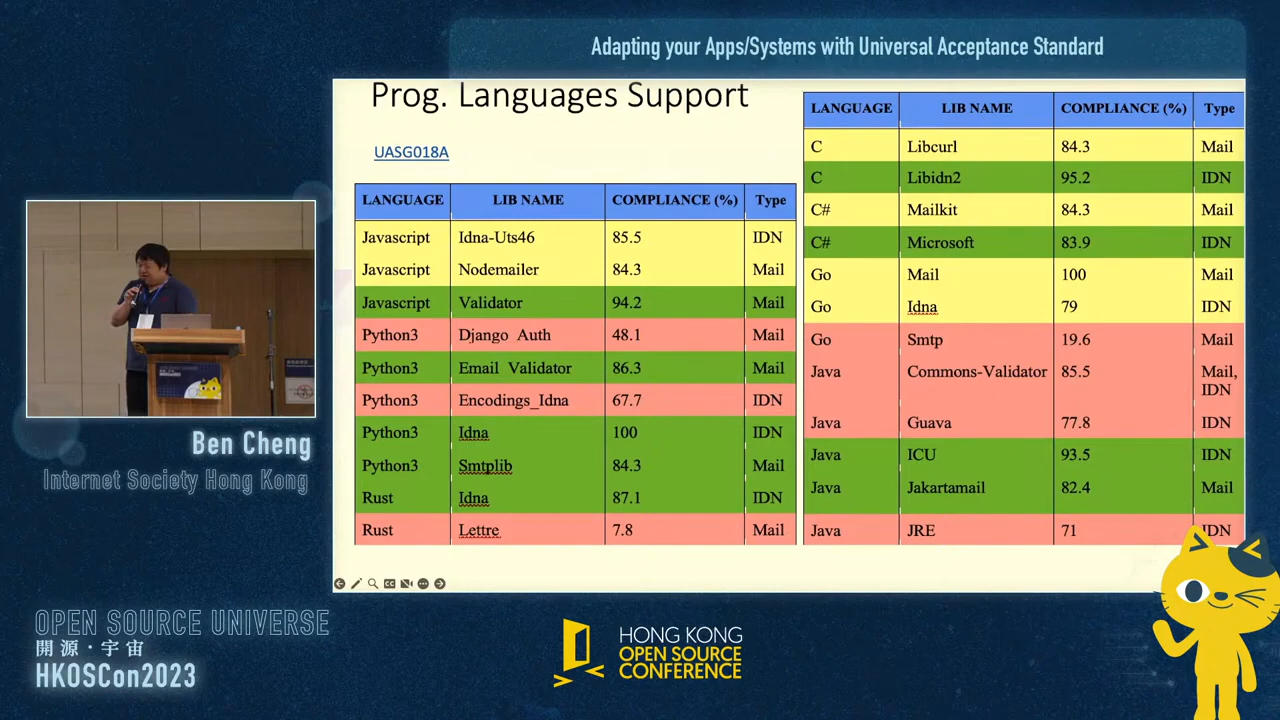 Adapting your Apps/Systems with Universal Acceptance Standard
Prog. Languages Support
UASG018A
LANGUAGE LIB NAME COMPLIANCE (%) Type
Javascript Idna-Uts46 85.5 IDN
Javascript Nodemailer 84.3 Mail
Javascript Validator 94.2 Mail
Python3 Django_Auth 48.1 Mail
Python3 Email_Validator 86.3 Mail
Python3 Encodings_Idna 67.7 IDN
Python3 Idna 100 IDN
Python3 Smtplib 84.3 Mail
Rust Idna 87.1 IDN
Rust Lettre 7.8 Mail
LANGUAGE LIB NAME COMPLIANCE (%) Type
C Libcurl 84.3 Mail
C Libidn2 95.2 IDN
C# Mailkit 84.3 Mail
C# Microsoft 83.9 IDN
Go Mail 100 Mail
Go Idna 79 IDN
Go Smtp 19.6 Mail
Java Commons-Validator 85.5 Mail,
IDN
Java Guava 77.8 IDN
Java ICU 93.5 IDN
Java Jakartamail 82.4 Mail
Java JRE 71 IDN
Ben Cheng
Internet Society Hong Kong
OPEN SOURCE UNIVERSE
開源·宇宙
HKOSCon2023
HONG KONG
OPEN SOURCE
CONFERENCE